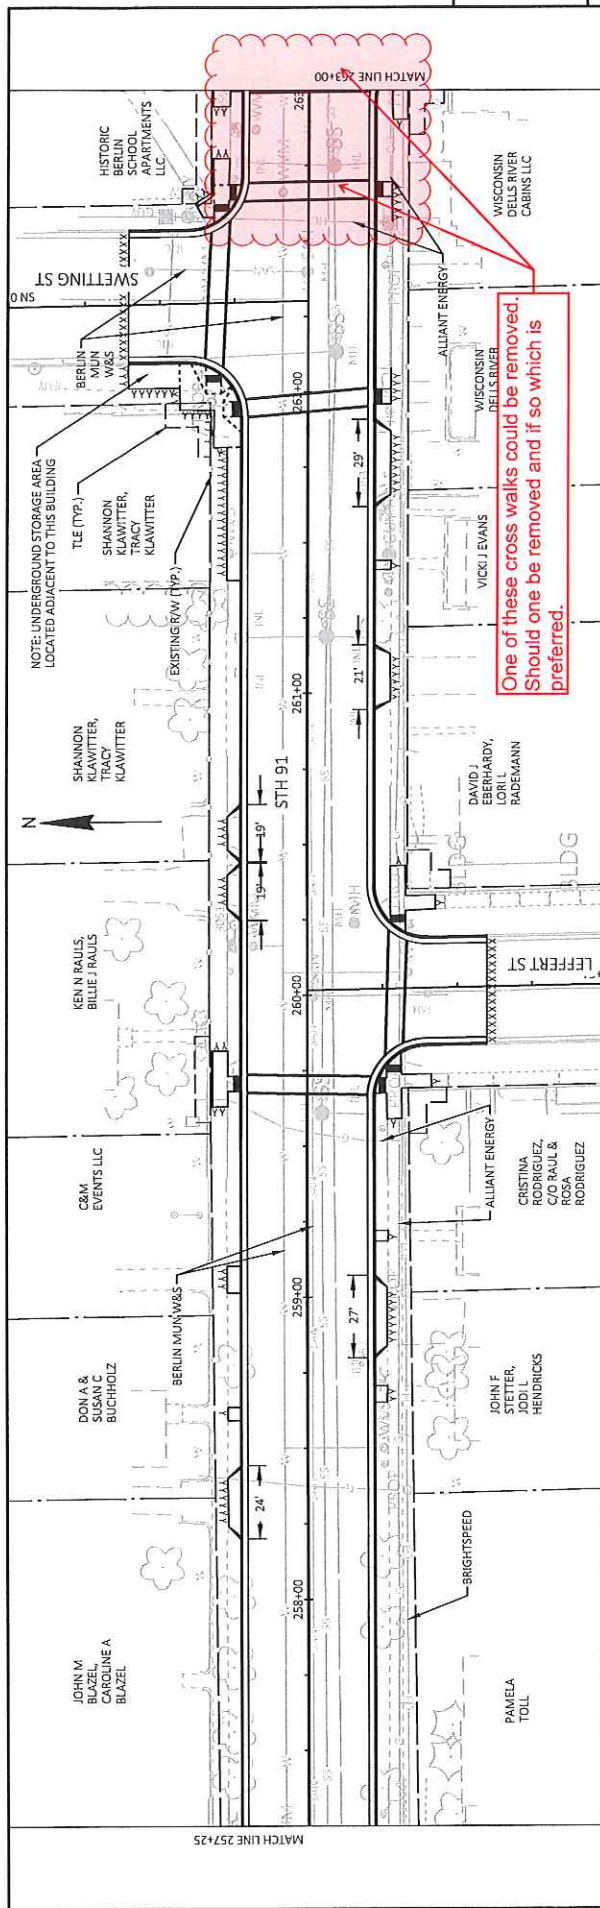 MATCH LINE 257+25
JOHN M
BLAZEL,
CAROLINE A
BLAZEL
DON A &
SUSAN C
BUCHHOLZ
C&M
EVENTS LLC
KEN N RAULS,
BILLIE J RAULS
N
SHANNON
KLAWITTER,
TRACY
KLAWITTER
NOTE: UNDERGROUND STORAGE AREA
LOCATED ADJACENT TO THIS BUILDING
TLE (TYP.)
SHANNON
KLAWITTER,
TRACY
KLAWITTER
EXISTING R/W (TYP.)
BERLIN
MUN
W&S
SWETTING ST
HISTORIC
BERLIN
SCHOOL
APARTMENTS
LLC
MATCH LINE 263+00
24'
BERLIN MUN W&S
19'
19'
STH 91
258+00
259+00
260+00
261+00
262+00
263
27'
21'
29'
BRIGHTSPEED
ALLIANT ENERGY
LEFFERT ST
BLDG
BLDG
ALLIANT ENERGY
PAMELA
TOLL
JOHN F
STETTER,
JODI L
HENDRICKS
CRISTINA
RODRIGUEZ,
C/O RAUL &
ROSA
RODRIGUEZ
DAVID J
EBERHARDY,
LORI L
RADEMANN
VICKI J EVANS
WISCONSIN
DELLS RIVER
WISCONSIN
DELLS RIVER
CABINS LLC
One of these cross walks could be removed.
Should one be removed and if so which is
preferred.